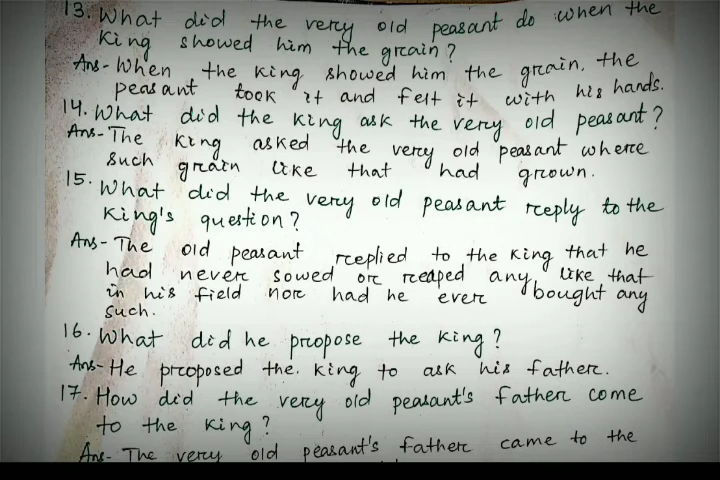 13. What did the very old peasant do when the
King showed him the grain?
Ans- When the king showed him the grain, the
peasant took it and felt it with his hands.
14. What did the King ask the very old peasant?
Ans- The King asked the very old peasant where
such grain like that had grown.
15. What did the very old peasant reply to the
King's question?
Ans- The old peasant replied to the King that he
had never sowed or reaped any like that
in his field nor had he ever bought any
such.
16. What did he propose the King?
Ans- He proposed the. king to ask his father.
17. How did the very old peasant's father come
to the King?
Ans- The very old peasant's father came to the